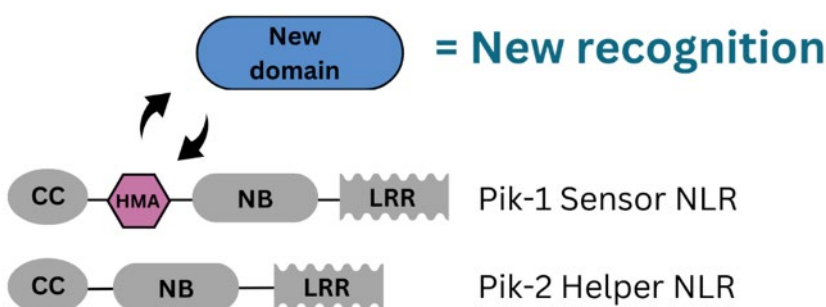 New
domain
= New recognition
CC
HMA
NB
LRR
Pik-1 Sensor NLR
CC
NB
LRR
Pik-2 Helper NLR